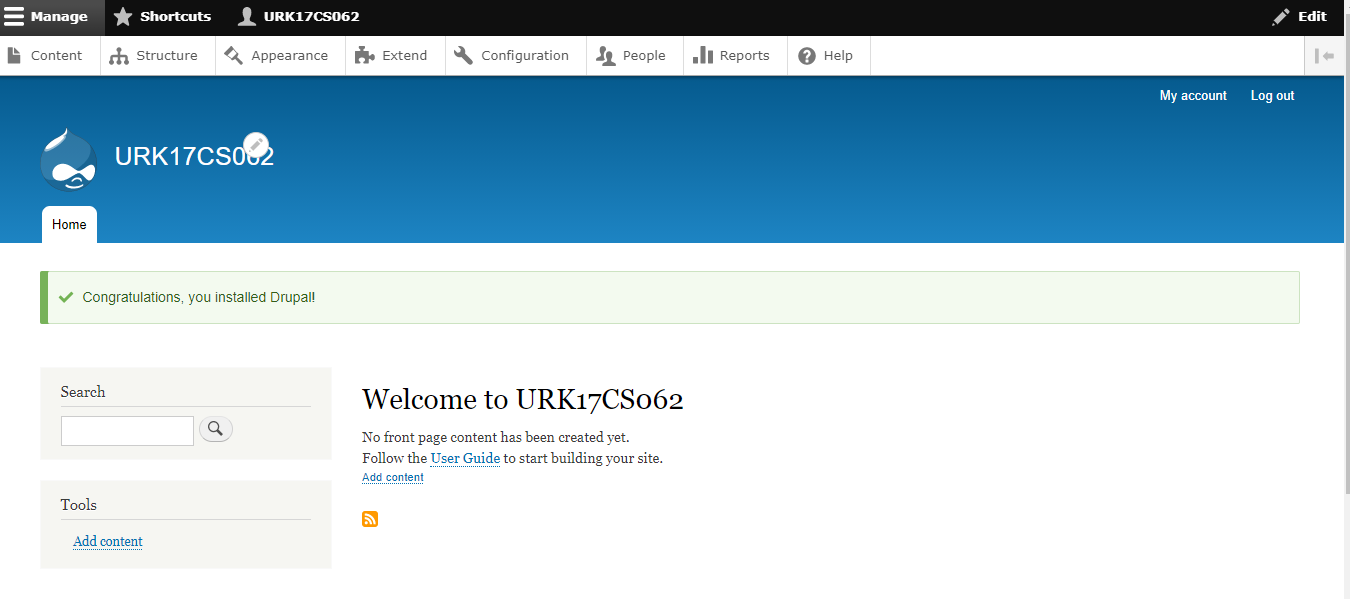 Manage Shortcuts URK17CS062 Edit
Content Structure Appearance Extend Configuration People Reports Help
My account Log out
URK17CS062
Home
Congratulations, you installed Drupal!
Search
Welcome to URK17CS062
No front page content has been created yet.
Follow the User Guide to start building your site.
Add content
Tools
Add content